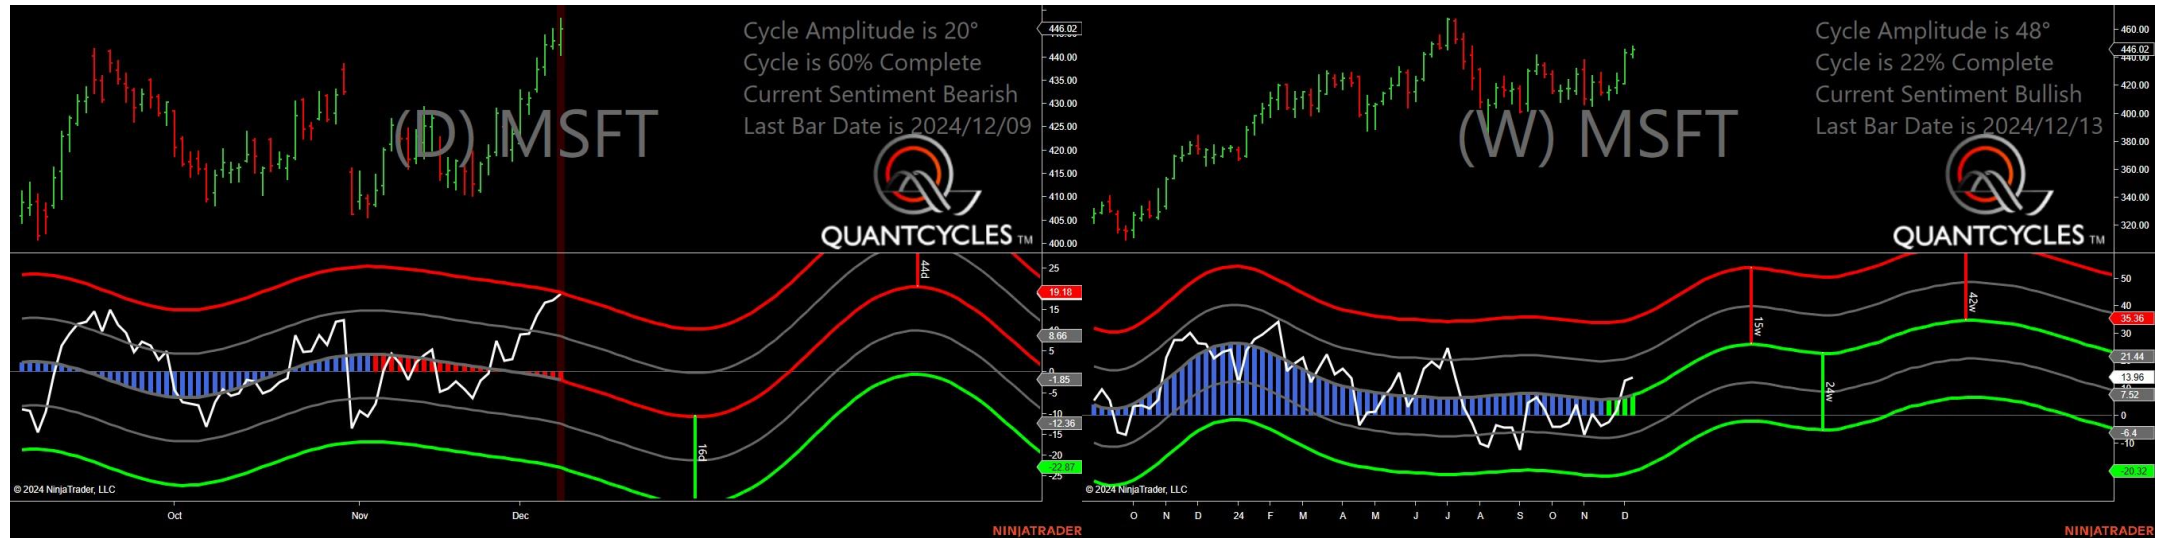 Cycle Amplitude is 20°
Cycle is 60% Complete
Current Sentiment Bearish
Last Bar Date is 2024/12/09
(D) MSFT
QUANTCYCLES TM
446.02
440.00
435.00
430.00
425.00
420.00
415.00
410.00
405.00
400.00
44d
16d
25
19.18
15
8.66
5
0
-1.85
-5
-10
-12.36
-15
-20
-22.87
-25
© 2024 NinjaTrader, LLC
Oct
Nov
Dec
NINJATRADER
Cycle Amplitude is 48°
Cycle is 22% Complete
Current Sentiment Bullish
Last Bar Date is 2024/12/13
(W) MSFT
QUANTCYCLES TM
460.00
446.02
440.00
420.00
400.00
380.00
360.00
340.00
320.00
15w
42w
24w
50
40
35.36
30
21.44
13.96
10
7.52
0
-6.4
-10
-20.32
© 2024 NinjaTrader, LLC
O N D 24 F M A M J J A S O N D
NINJATRADER